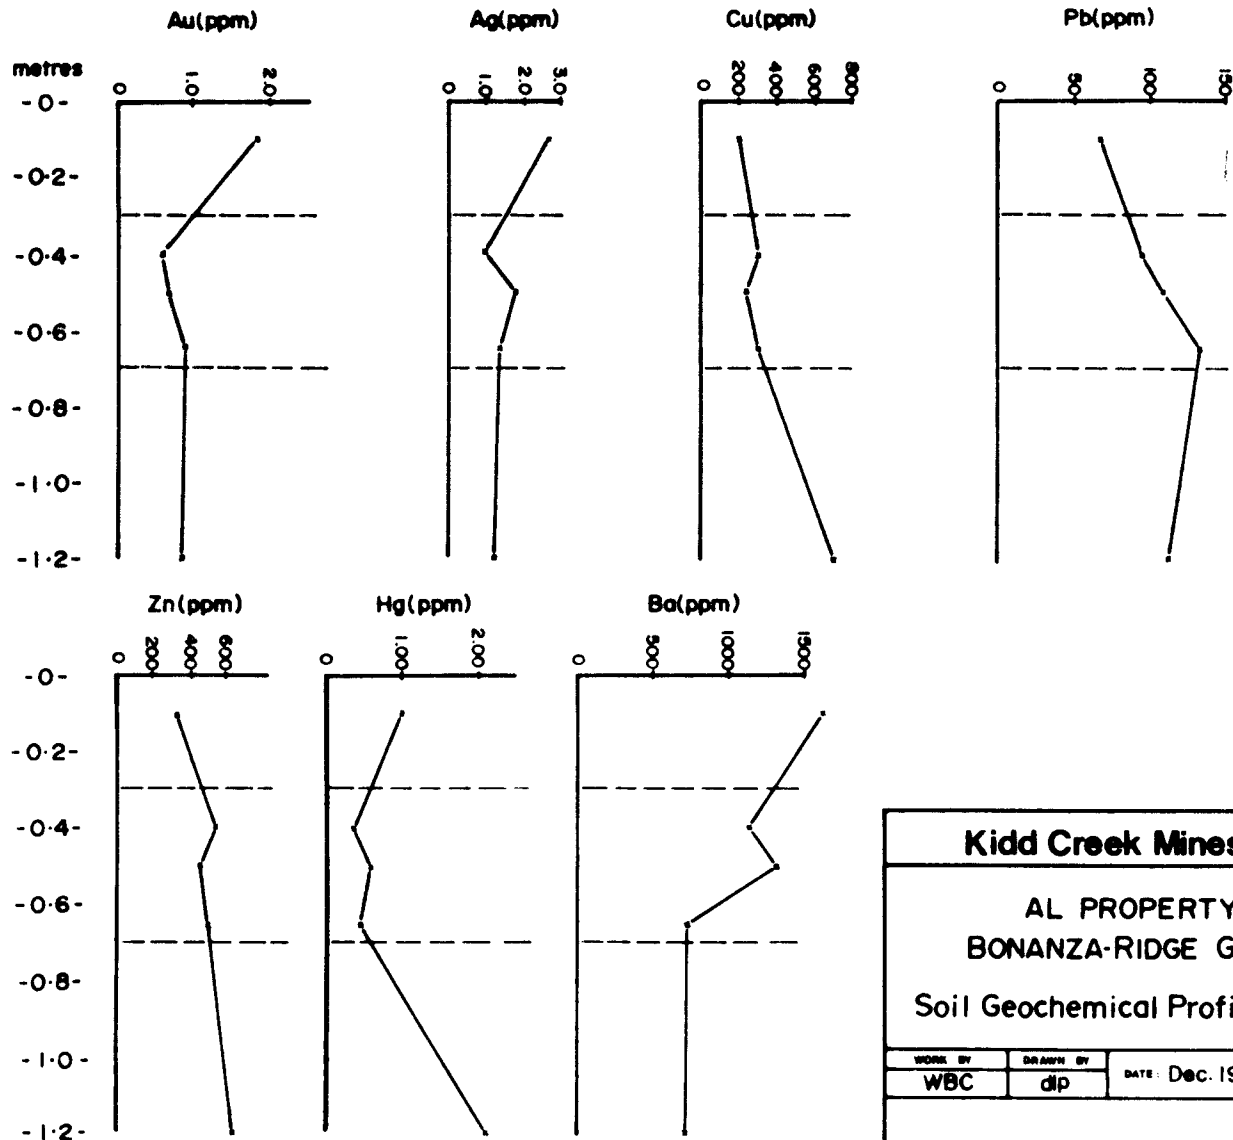 Au(ppm) Ag(ppm) Cu(ppm) Pb(ppm)
metres
0 1.0 2.0
0 1.0 2.0 3.0
0 200 400 600 800
0 50 100 150
-0-
-0.2-
-0.4-
-0.6-
-0.8-
-1.0-
-1.2-
Zn(ppm) Hg(ppm) Ba(ppm)
0 200 400 600
0 1.00 2.00
0 500 1000 1500
-0-
-0.2-
-0.4-
-0.6-
-0.8-
-1.0-
-1.2-
Kidd Creek Mines
AL PROPERTY
BONANZA-RIDGE G
Soil Geochemical Profi
WORK BY DRAWN BY
WBC dlp DATE: Dec. 19